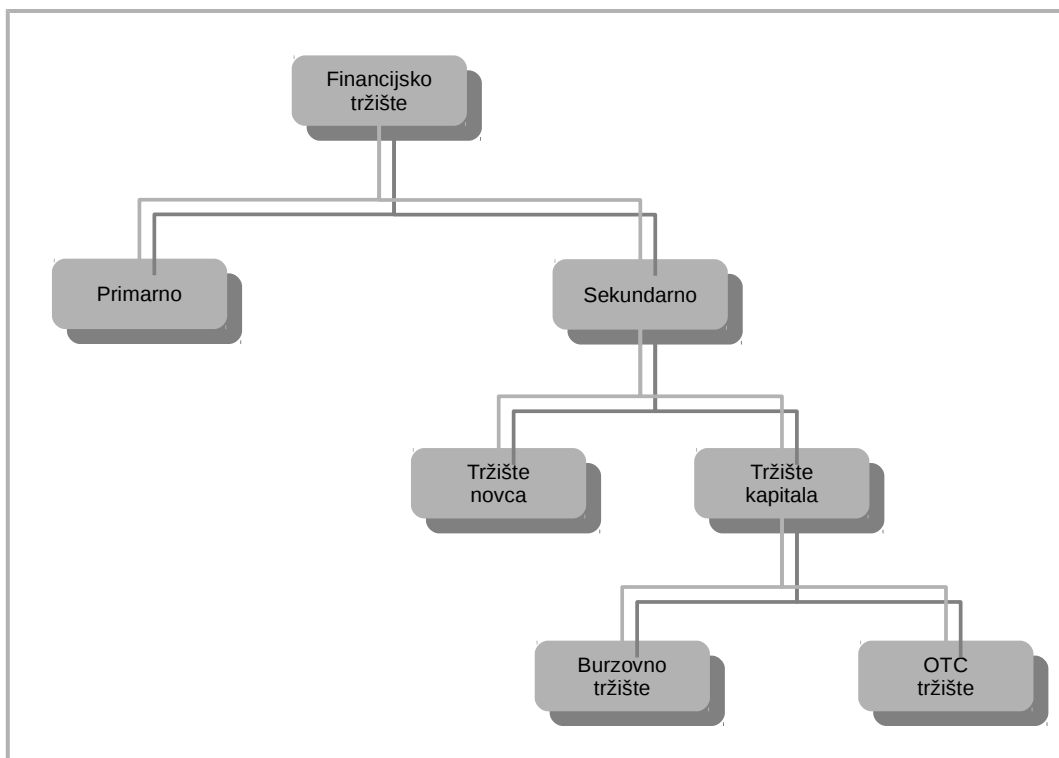 Financijsko
tržište
Primarno
Sekundarno
Tržište
novca
Tržište
kapitala
Burzovno
tržište
OTC
tržište